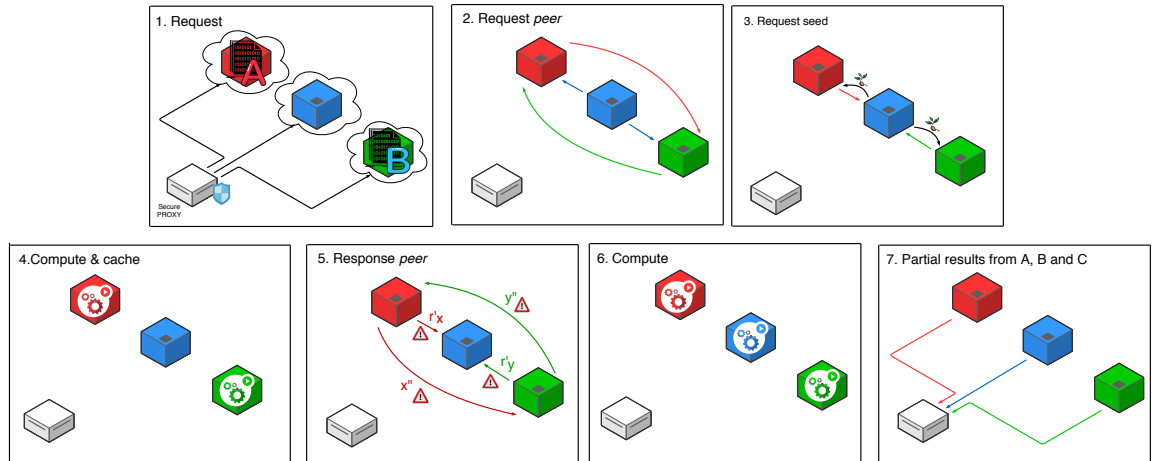 1. Request
A
B
Secure
PROXY
2. Request peer
3. Request seed
4.Compute & cache
5. Response peer
y"
r'x
r'y
x"
6. Compute
7. Partial results from A, B and C